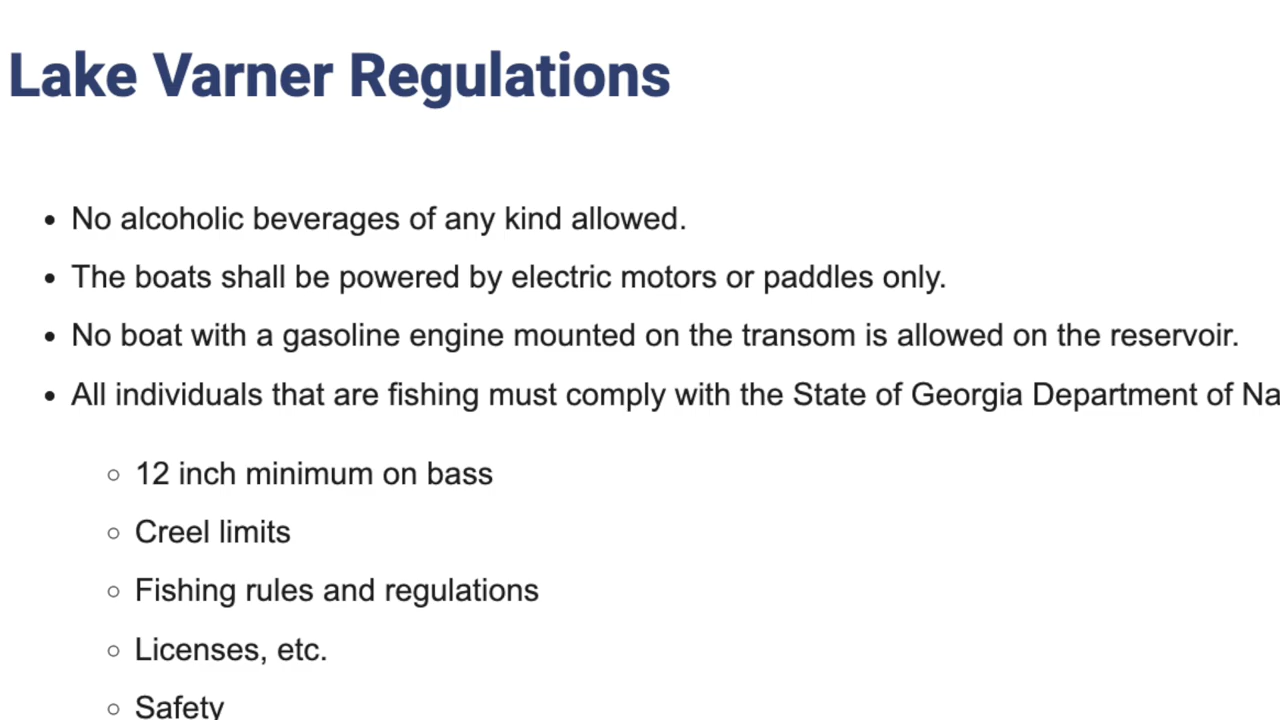 Lake Varner Regulations
No alcoholic beverages of any kind allowed.
The boats shall be powered by electric motors or paddles only.
No boat with a gasoline engine mounted on the transom is allowed on the reservoir.
All individuals that are fishing must comply with the State of Georgia Department of
12 inch minimum on bass
Creel limits
Fishing rules and regulations
Licenses, etc.
Safety